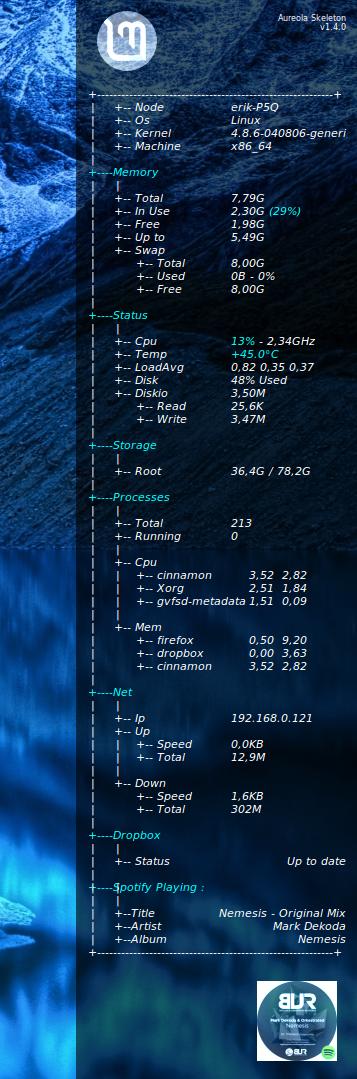 Aureola Skeleton
v1.4.0
+------------------------------------------------------------+
+-- Node erik-P5Q
+-- Os Linux
+-- Kernel 4.8.6-040806-generi
+-- Machine x86_64
+----Memory
+-- Total 7,79G
+-- In Use 2,30G (29%)
+-- Free 1,98G
+-- Up to 5,49G
+-- Swap
+-- Total 8,00G
+-- Used 0B - 0%
+-- Free 8,00G
+----Status
+-- Cpu 13% - 2,34GHz
+-- Temp +45.0°C
+-- LoadAvg 0,82 0,35 0,37
+-- Disk 48% Used
+-- Diskio 3,50M
+-- Read 25,6K
+-- Write 3,47M
+----Storage
+-- Root 36,4G / 78,2G
+----Processes
+-- Total 213
+-- Running 0
+-- Cpu
+-- cinnamon 3,52 2,82
+-- Xorg 2,51 1,84
+-- gvfsd-metadata 1,51 0,09
+-- Mem
+-- firefox 0,50 9,20
+-- dropbox 0,00 3,63
+-- cinnamon 3,52 2,82
+----Net
+-- Ip 192.168.0.121
+-- Up
+-- Speed 0,0KB
+-- Total 12,9M
+-- Down
+-- Speed 1,6KB
+-- Total 302M
+----Dropbox
+-- Status Up to date
+----Spotify Playing :
+--Title Nemesis - Original Mix
+--Artist Mark Dekoda
+--Album Nemesis
+------------------------------------------------------------+
BUR
Mark Dekoda & Orkestrated
Nemesis
BUR